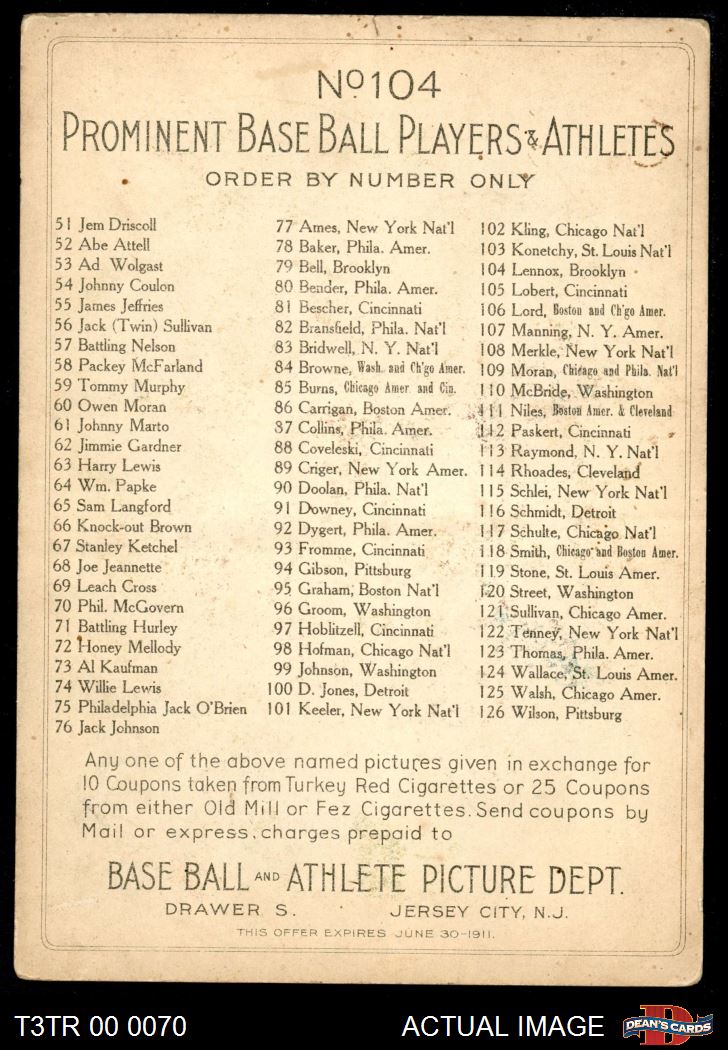 Nº 104
PROMINENT BASE BALL PLAYERS & ATHLETES
ORDER BY NUMBER ONLY
51 Jem Driscoll
52 Abe Attell
53 Ad Wolgast
54 Johnny Coulon
55 James Jeffries
56 Jack (Twin) Sullivan
57 Battling Nelson
58 Packey McFarland
59 Tommy Murphy
60 Owen Moran
61 Johnny Marto
62 Jimmie Gardner
63 Harry Lewis
64 Wm. Papke
65 Sam Langford
66 Knock-out Brown
67 Stanley Ketchel
68 Joe Jeannette
69 Leach Cross
70 Phil. McGovern
71 Battling Hurley
72 Honey Mellody
73 Al Kaufman
74 Willie Lewis
75 Philadelphia Jack O'Brien
76 Jack Johnson
77 Ames, New York Nat'l
78 Baker, Phila. Amer.
79 Bell, Brooklyn
80 Bender, Phila. Amer.
81 Bescher, Cincinnati
82 Bransfield, Phila. Nat'l
83 Bridwell, N. Y. Nat'l
84 Browne, Wash. and Ch'go Amer.
85 Burns, Chicago Amer. and Cin.
86 Carrigan, Boston Amer.
87 Collins, Phila. Amer.
88 Coveleski, Cincinnati
89 Criger, New York Amer.
90 Doolan, Phila. Nat'l
91 Downey, Cincinnati
92 Dygert, Phila. Amer.
93 Fromme, Cincinnati
94 Gibson, Pittsburg
95 Graham, Boston Nat'l
96 Groom, Washington
97 Hoblitzell, Cincinnati
98 Hofman, Chicago Nat'l
99 Johnson, Washington
100 D. Jones, Detroit
101 Keeler, New York Nat'l
102 Kling, Chicago Nat'l
103 Konetchy, St. Louis Nat'l
104 Lennox, Brooklyn
105 Lobert, Cincinnati
106 Lord, Boston and Ch'go Amer.
107 Manning, N. Y. Amer.
108 Merkle, New York Nat'l
109 Moran, Chicago and Phila. Nat'l
110 McBride, Washington
111 Niles, Boston Amer. & Cleveland
112 Paskert, Cincinnati
113 Raymond, N. Y. Nat'l
114 Rhoades, Cleveland
115 Schlei, New York Nat'l
116 Schmidt, Detroit
117 Schulte, Chicago Nat'l
118 Smith, Chicago and Boston Amer.
119 Stone, St. Louis Amer.
120 Street, Washington
121 Sullivan, Chicago Amer.
122 Tenney, New York Nat'l
123 Thomas, Phila. Amer.
124 Wallace, St. Louis Amer.
125 Walsh, Chicago Amer.
126 Wilson, Pittsburg
Any one of the above named pictures given in exchange for
10 Coupons taken from Turkey Red Cigarettes or 25 Coupons
from either Old Mill or Fez Cigarettes. Send coupons by
Mail or express, charges prepaid to
BASE BALL AND ATHLETE PICTURE DEPT.
DRAWER S. JERSEY CITY, N.J.
THIS OFFER EXPIRES JUNE 30-1911.
T3TR 00 0070 ACTUAL IMAGE
DEAN'S CARDS